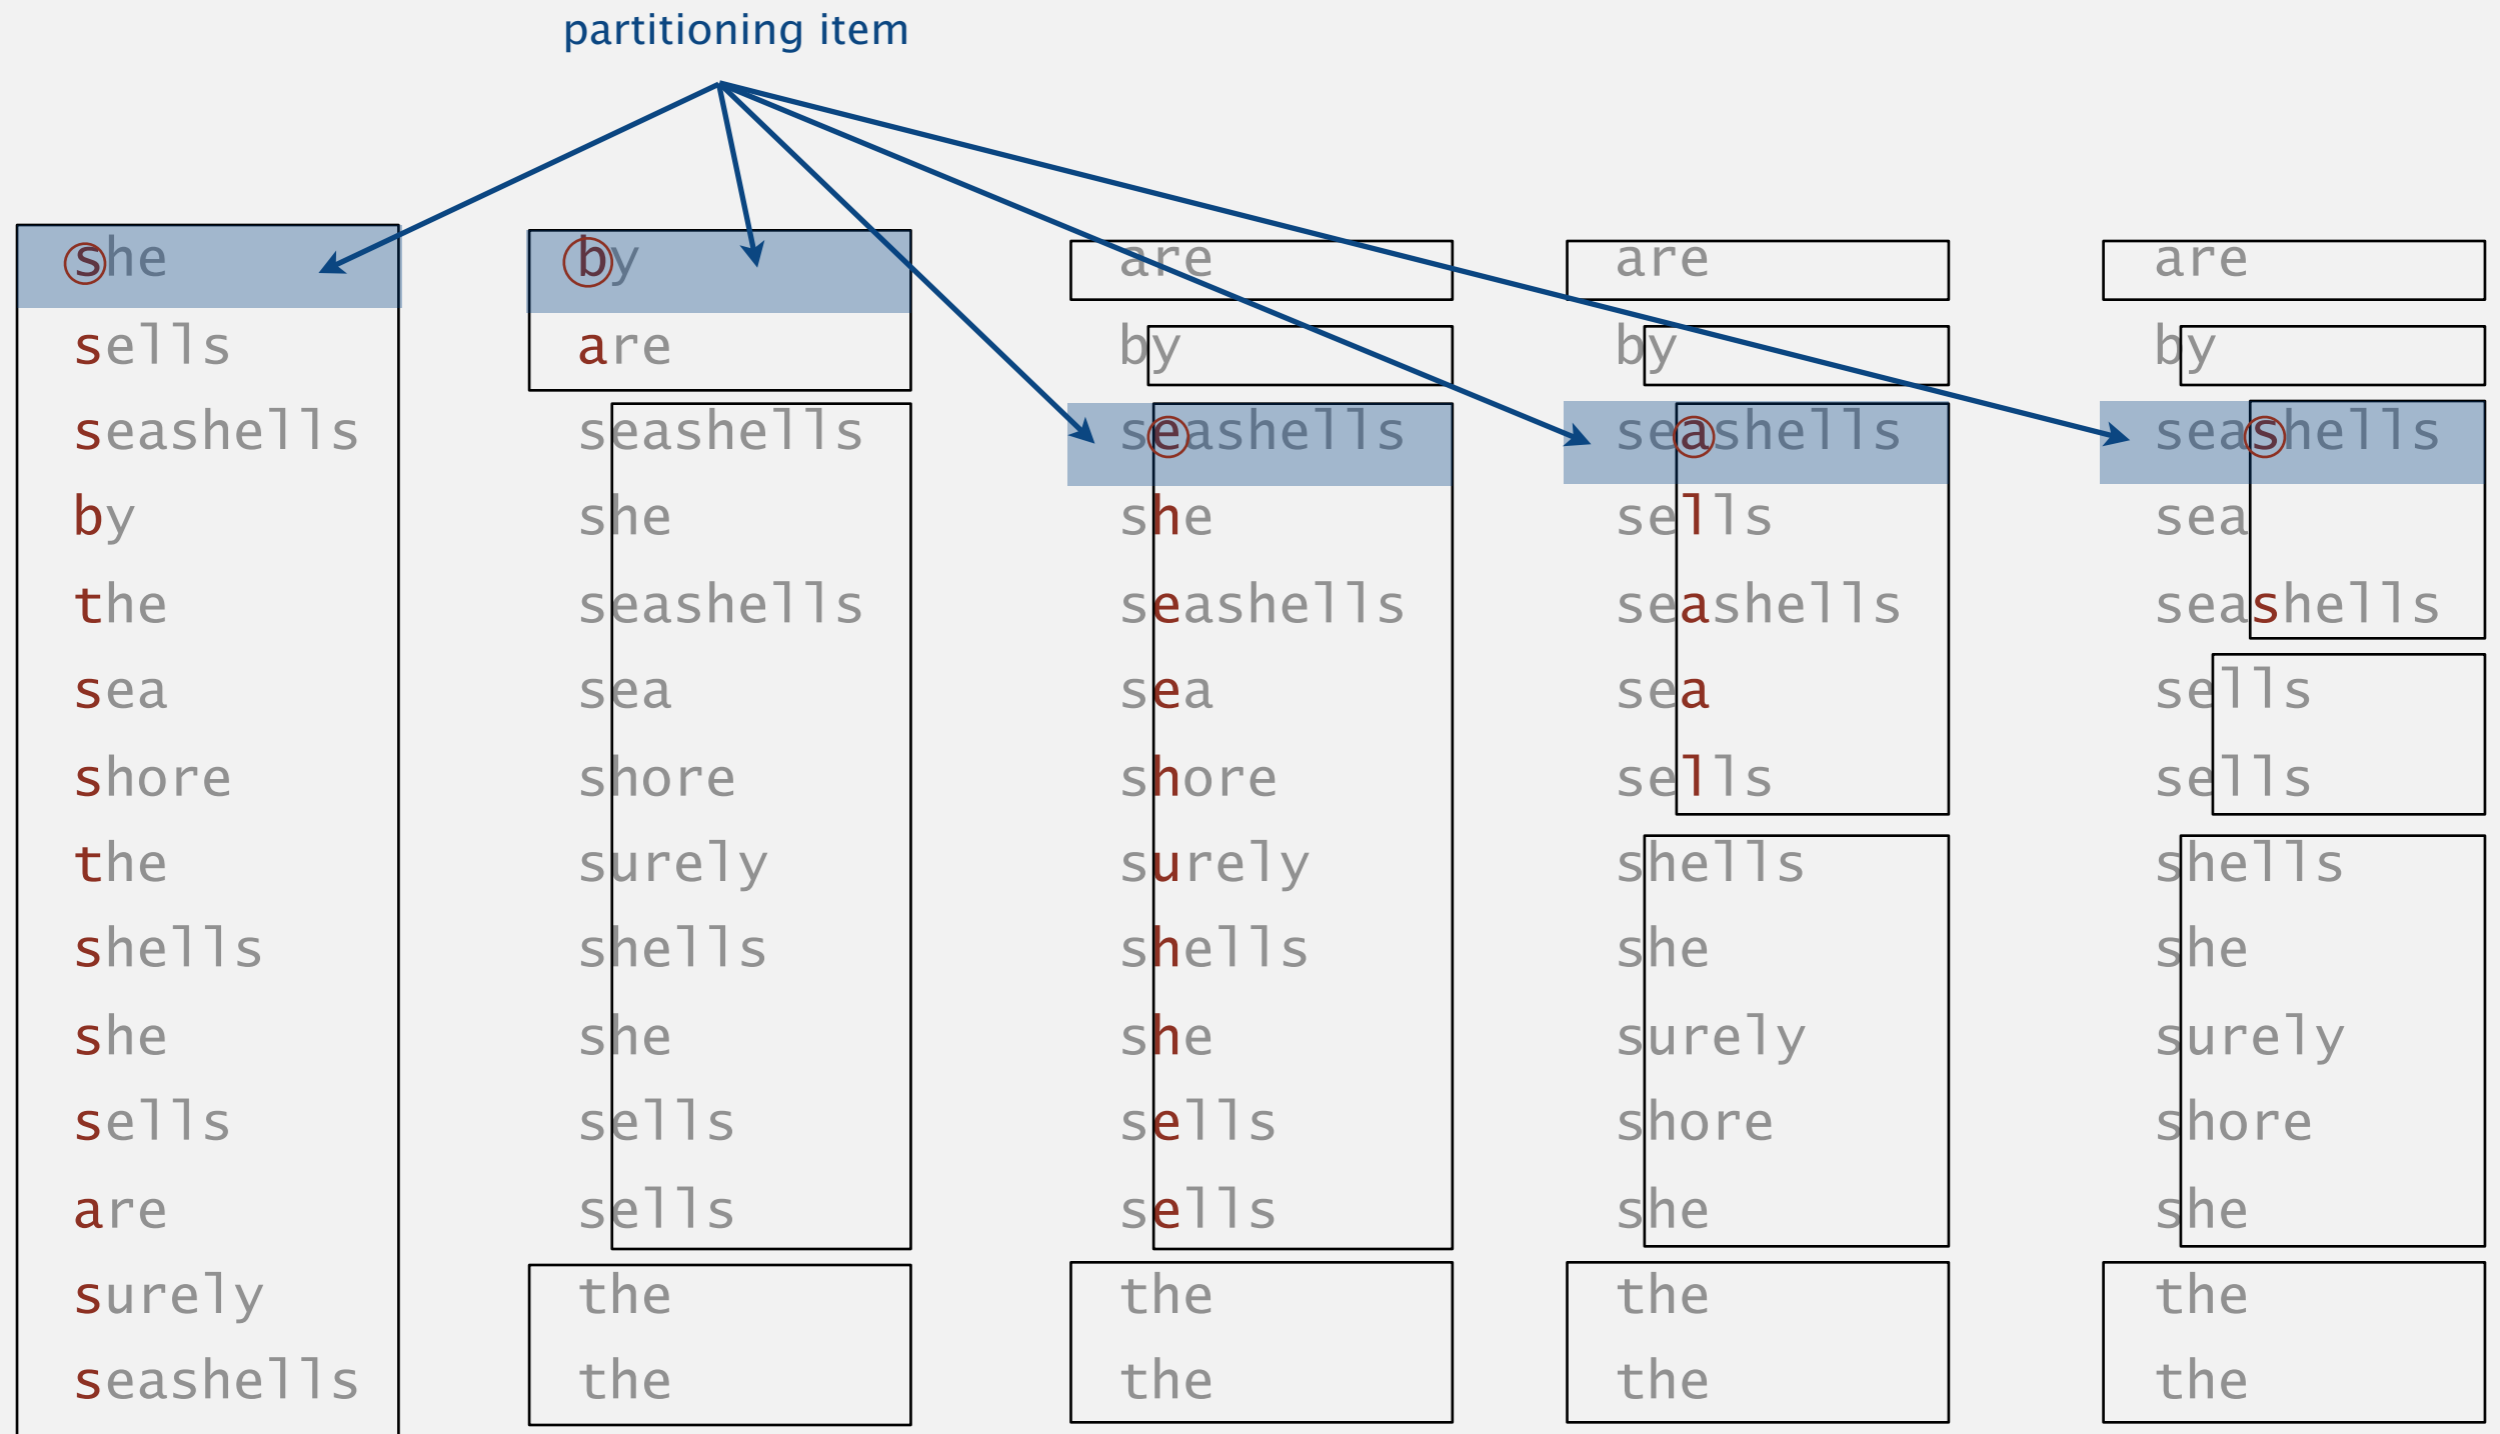 partitioning item
she by are are are
sells are by by by
seashells seashells seashells seashells seashells
by she she sells sea
the seashells seashells seashells seashells
sea sea sea sea sells
shore shore shore sells sells
the surely surely shells shells
shells shells shells she she
she she she surely surely
sells sells sells shore shore
are sells sells she she
surely the the the the
seashells the the the the